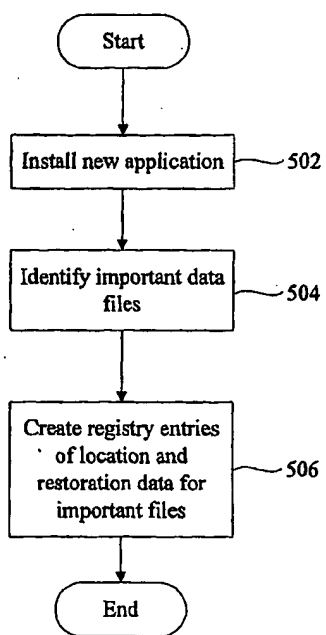 Start
Install new application
502
Identify important data
files
504
Create registry entries
of location and
restoration data for
important files
506
End